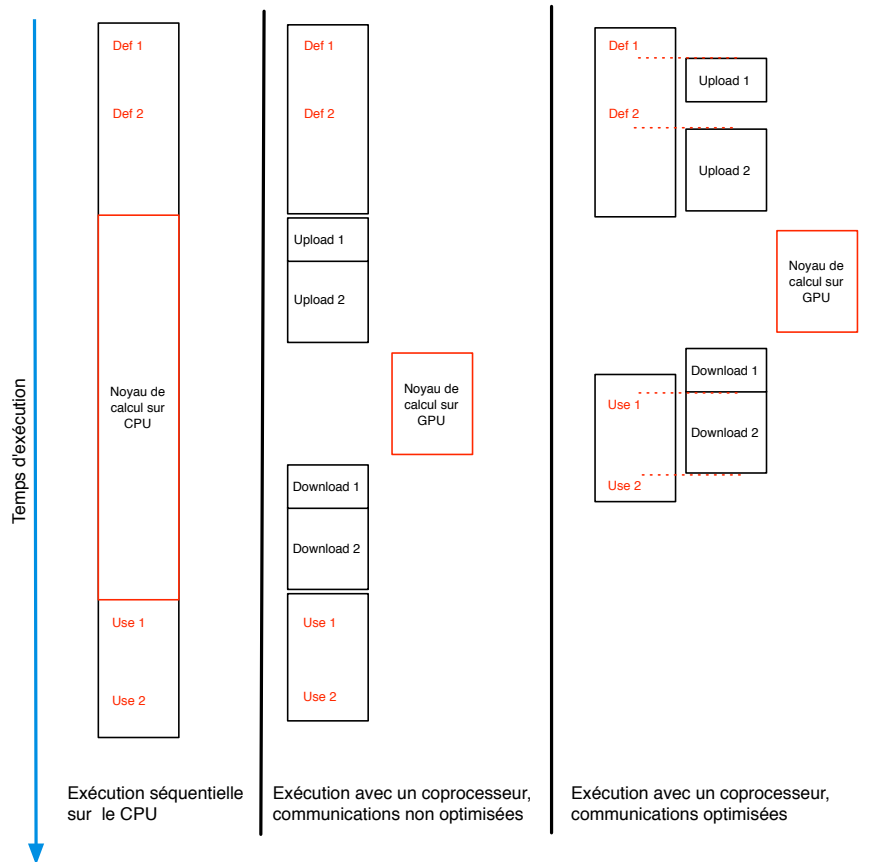 Temps d'exécution
Def 1
Def 2
Noyau de
calcul sur
CPU
Use 1
Use 2
Exécution séquentielle
sur le CPU
Def 1
Def 2
Upload 1
Upload 2
Noyau de
calcul sur
GPU
Download 1
Download 2
Use 1
Use 2
Exécution avec un coprocesseur,
communications non optimisées
Def 1
Upload 1
Def 2
Upload 2
Noyau de
calcul sur
GPU
Download 1
Use 1
Download 2
Use 2
Exécution avec un coprocesseur,
communications optimisées